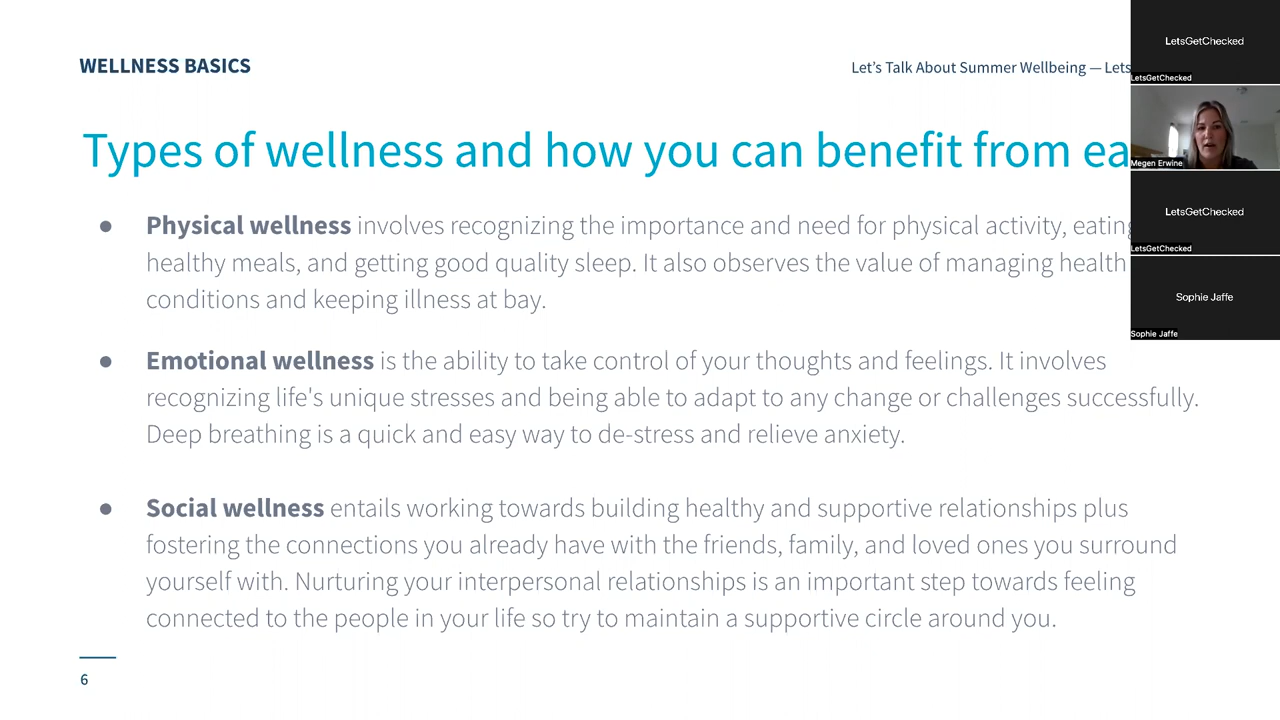 WELLNESS BASICS
Let's Talk About Summer Wellbeing — Lets
Types of wellness and how you can benefit from ea
● Physical wellness involves recognizing the importance and need for physical activity, eating
healthy meals, and getting good quality sleep. It also observes the value of managing health
conditions and keeping illness at bay.
● Emotional wellness is the ability to take control of your thoughts and feelings. It involves
recognizing life's unique stresses and being able to adapt to any change or challenges successfully.
Deep breathing is a quick and easy way to de-stress and relieve anxiety.
● Social wellness entails working towards building healthy and supportive relationships plus
fostering the connections you already have with the friends, family, and loved ones you surround
yourself with. Nurturing your interpersonal relationships is an important step towards feeling
connected to the people in your life so try to maintain a supportive circle around you.
6
LetsGetChecked
LetsGetChecked
Megen Erwine
LetsGetChecked
LetsGetChecked
Sophie Jaffe
Sophie Jaffe